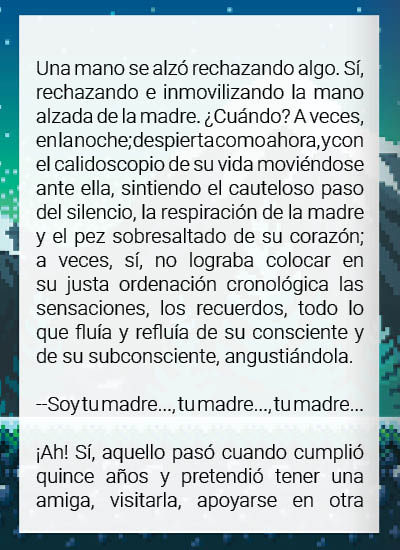 Una mano se alzó rechazando algo. Sí,
rechazando e inmovilizando la mano
alzada de la madre. ¿Cuándo? A veces,
en la noche; despierta como ahora, y con
el calidoscopio de su vida moviéndose
ante ella, sintiendo el cauteloso paso
del silencio, la respiración de la madre
y el pez sobresaltado de su corazón;
a veces, sí, no lograba colocar en
su justa ordenación cronológica las
sensaciones, los recuerdos, todo lo
que fluía y refluía de su consciente y
de su subconsciente, angustiándola.
--Soy tu madre..., tu madre..., tu madre...
¡Ah! Sí, aquello pasó cuando cumplió
quince años y pretendió tener una
amiga, visitarla, apoyarse en otra